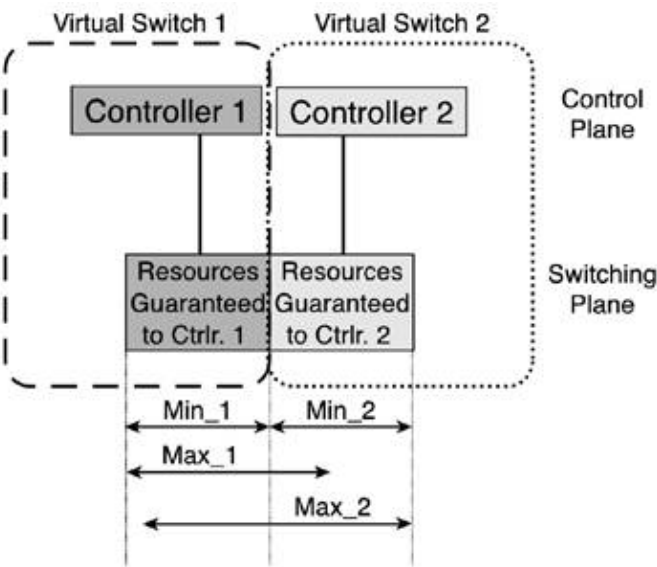 Virtual Switch 1
Virtual Switch 2
Controller 1
Controller 2
Control
Plane
Resources
Guaranteed
to Ctrlr. 1
Resources
Guaranteed
to Ctrlr. 2
Switching
Plane
Min_1
Min_2
Max_1
Max_2